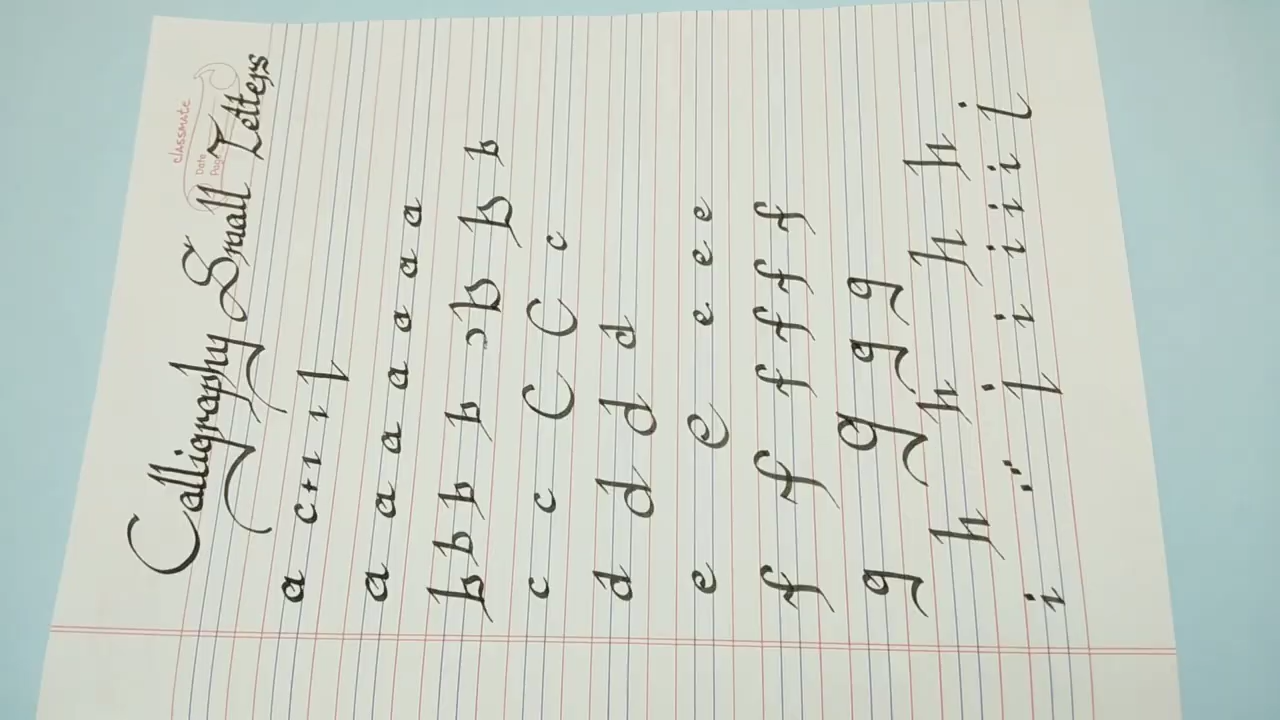 classmate
Date
Page
Calligraphy Small Letters
a c+ı ı l
a a a a a a a a
b b b b ɔ b b b
c c C C c
d d d d
e e e e e
f f f f f f
g g g g
h h h h
i ¨ i i i i i i